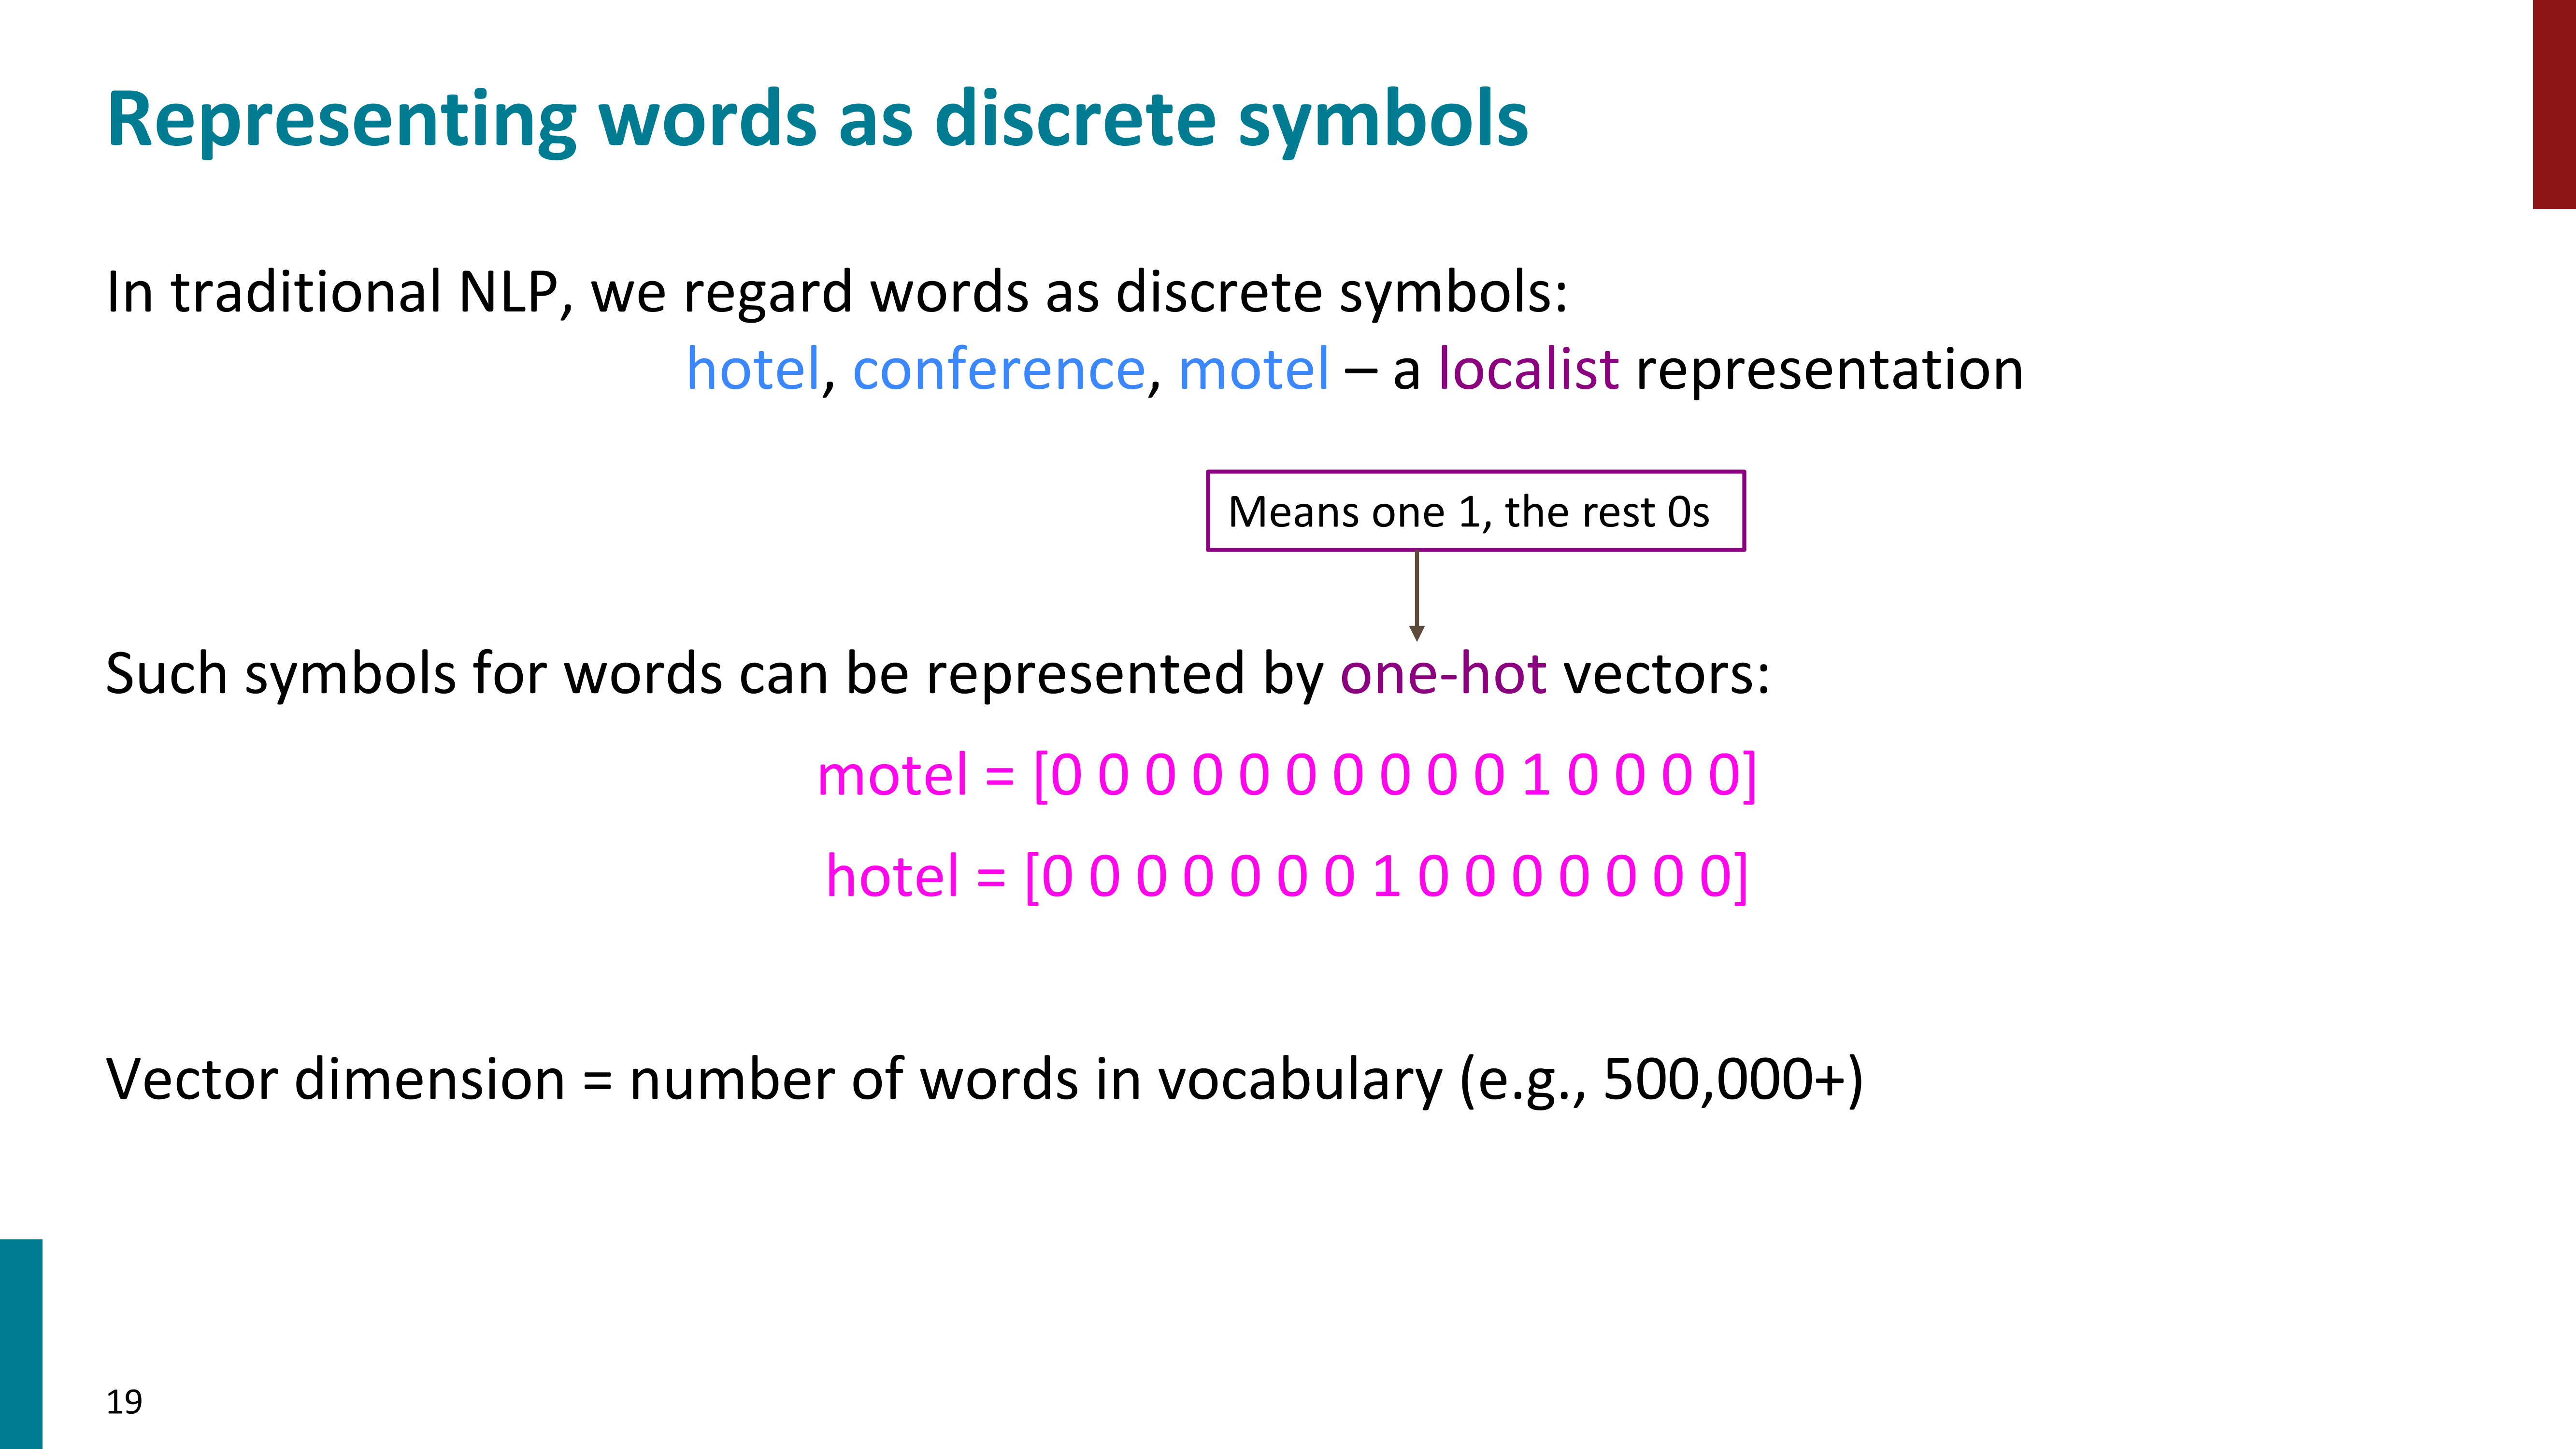 Representing words as discrete symbols
In traditional NLP, we regard words as discrete symbols:
hotel, conference, motel – a localist representation
Means one 1, the rest 0s
Such symbols for words can be represented by one-hot vectors:
motel = [0 0 0 0 0 0 0 0 0 0 1 0 0 0 0]
hotel = [0 0 0 0 0 0 0 1 0 0 0 0 0 0 0]
Vector dimension = number of words in vocabulary (e.g., 500,000+)
19